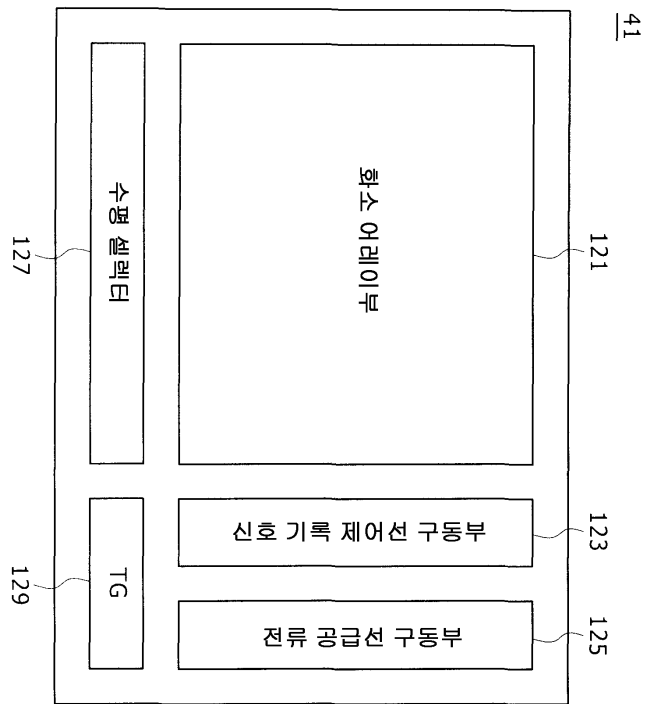 41
화소 어레이부
121
수평 셀렉터
127
신호 기록 제어선 구동부
123
전류 공급선 구동부
125
TG
129